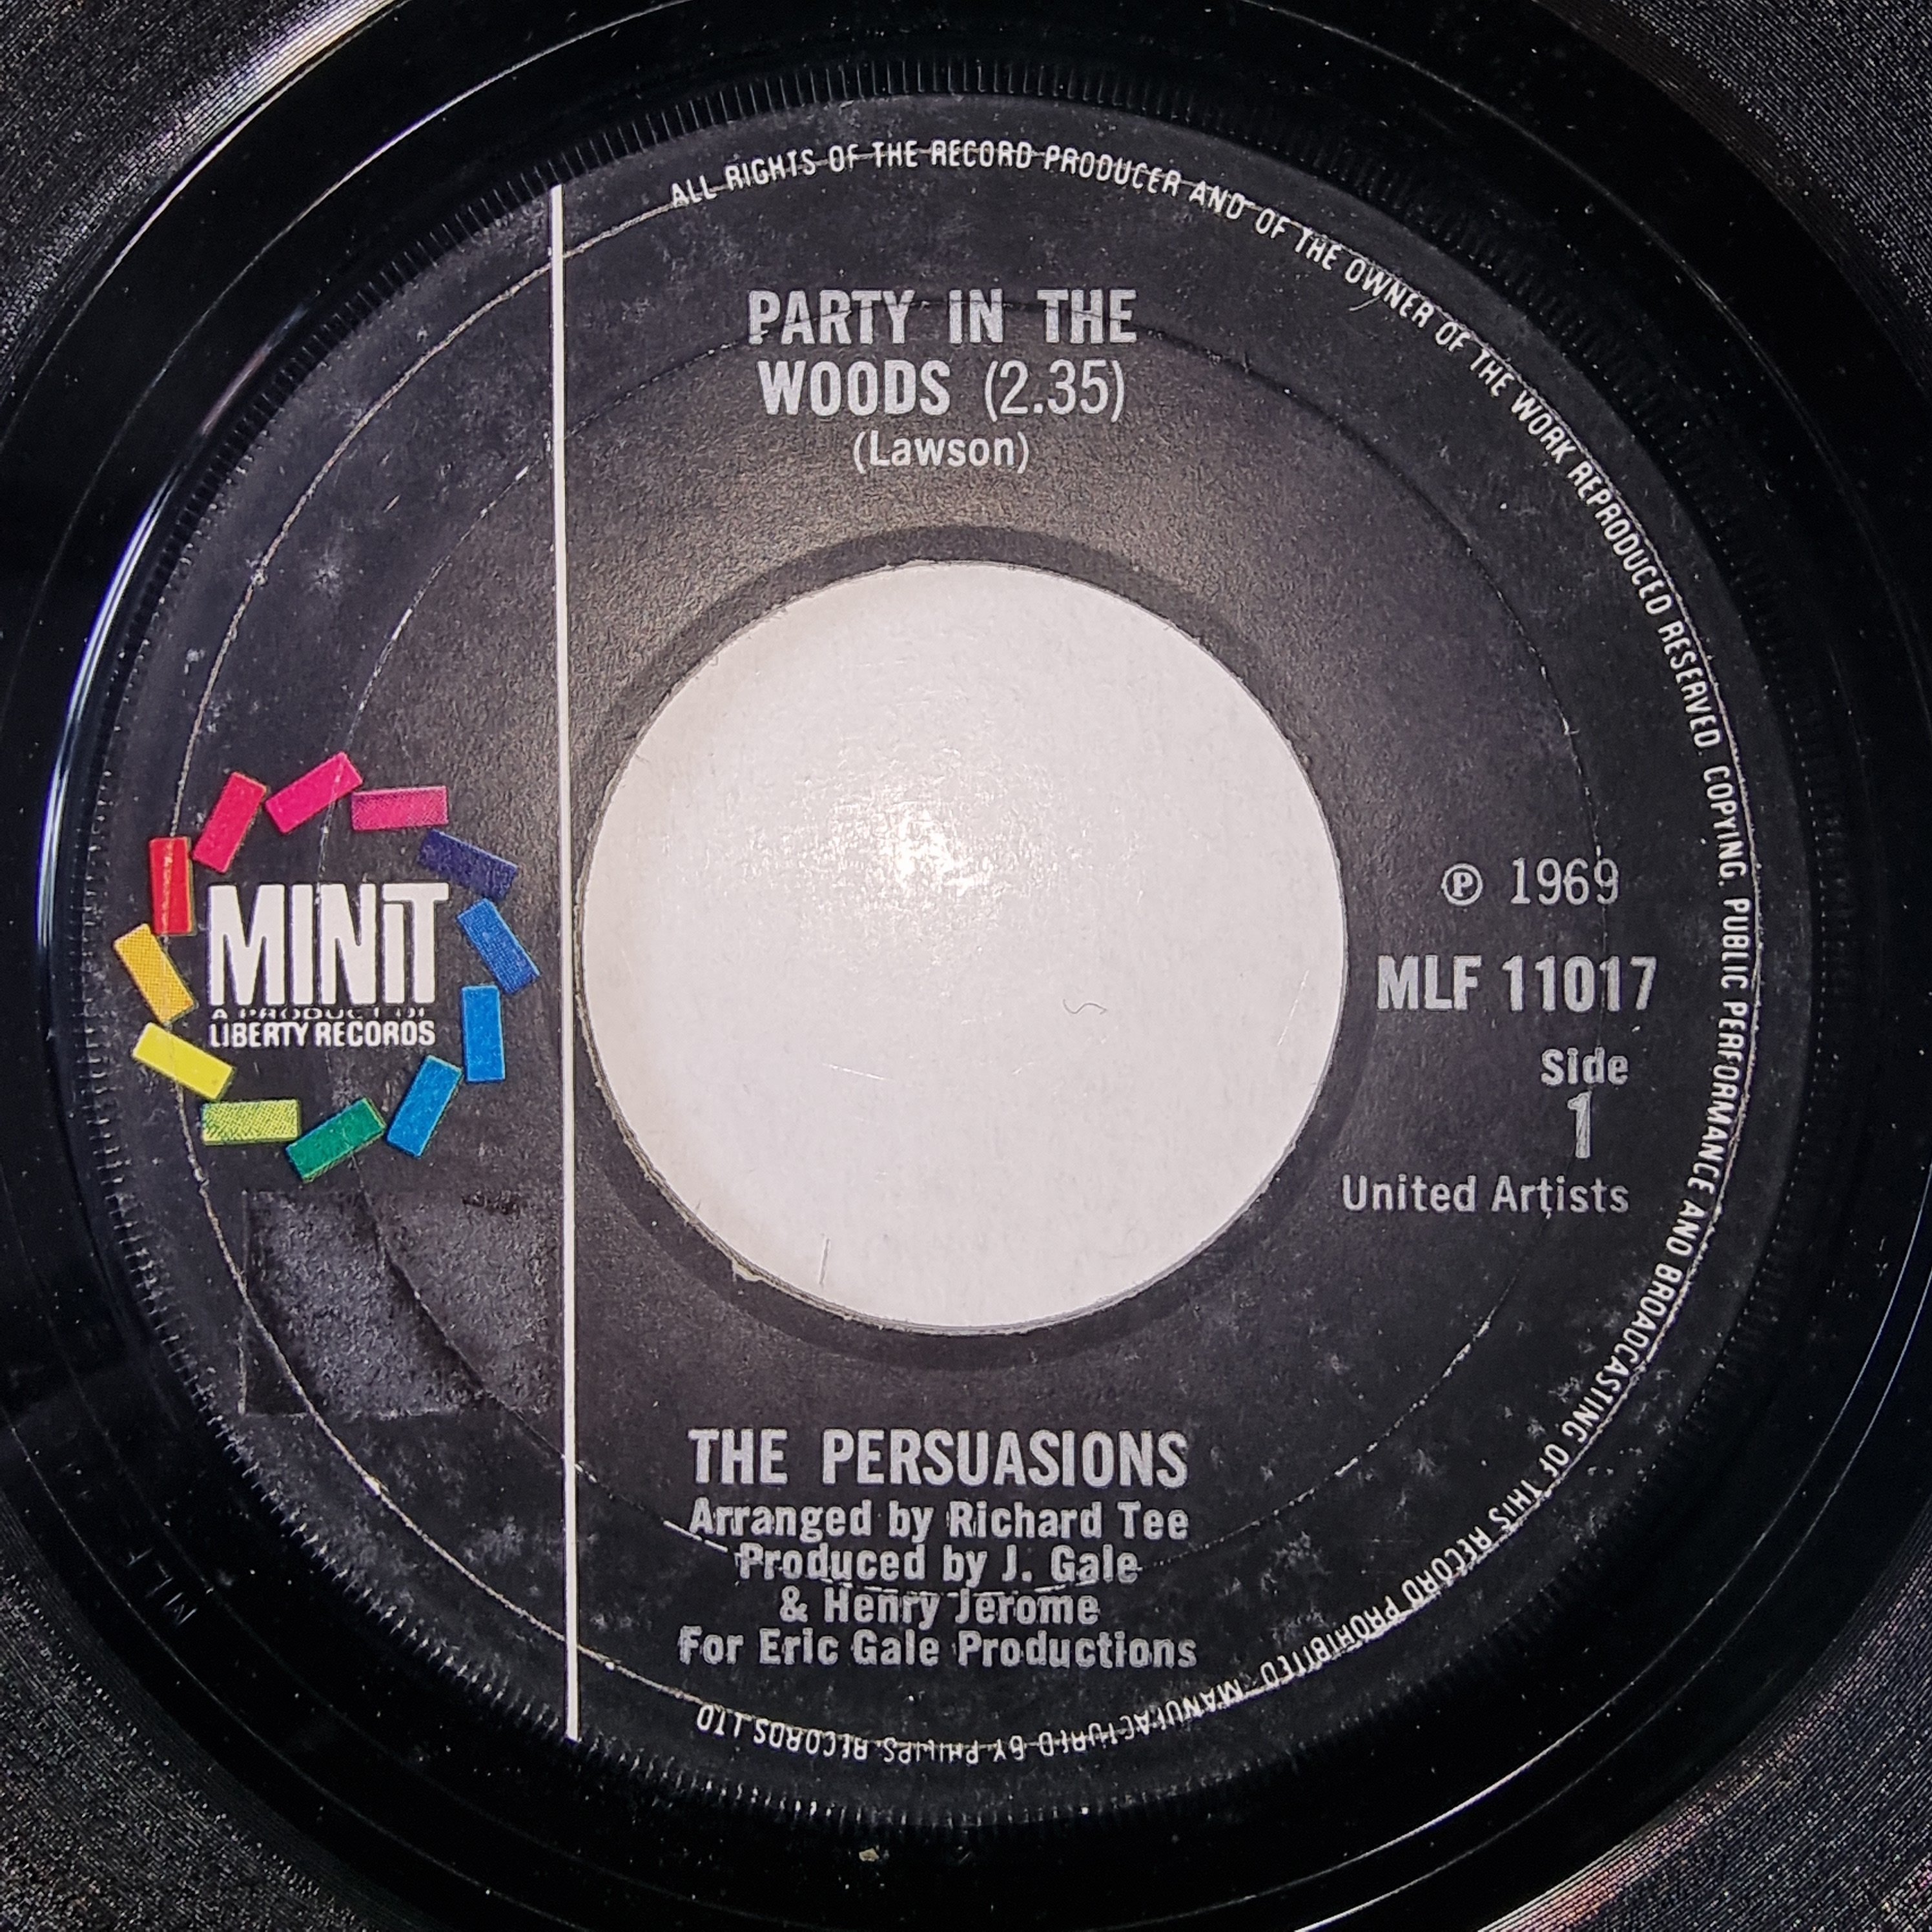 ALL RIGHTS OF THE RECORD PRODUCER AND OF THE OWNER OF THE WORK REPRODUCED RESERVED. COPYING, PUBLIC PERFORMANCE AND BROADCASTING OF THIS RECORD PROHIBITED. MANUFACTURED BY PHILIPS RECORDS LTD
PARTY IN THE
WOODS (2.35)
(Lawson)
MINiT
A PRODUCT OF
LIBERTY RECORDS
℗ 1969
MLF 11017
Side
1
United Artists
THE PERSUASIONS
Arranged by Richard Tee
Produced by J. Gale
& Henry Jerome
For Eric Gale Productions
MLF